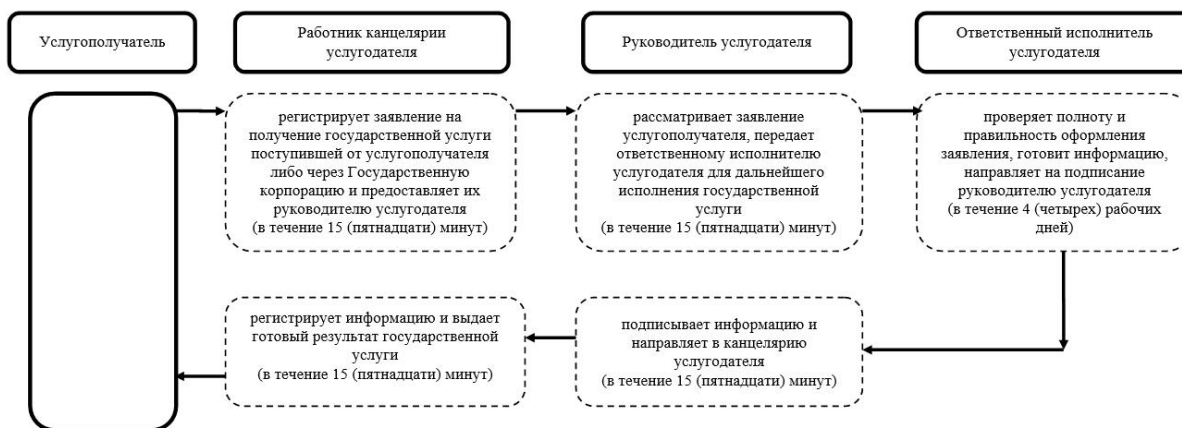 Услугополучатель
Работник канцелярии
услугодателя
Руководитель услугодателя
Ответственный исполнитель
услугодателя
регистрирует заявление на
получение государственной услуги
поступившей от услугополучателя
либо через Государственную
корпорацию и предоставляет их
руководителю услугодателя
(в течение 15 (пятнадцати) минут)
рассматривает заявление
услугополучателя, передает
ответственному исполнителю
услугодателя для дальнейшего
исполнения государственной
услуги
(в течение 15 (пятнадцати) минут)
проверяет полноту и
правильность оформления
заявления, готовит информацию,
направляет на подписание
руководителю услугодателя
(в течение 4 (четырех) рабочих
дней)
регистрирует информацию и выдает
готовый результат государственной
услуги
(в течение 15 (пятнадцати) минут)
подписывает информацию и
направляет в канцелярию
услугодателя
(в течение 15 (пятнадцати) минут)